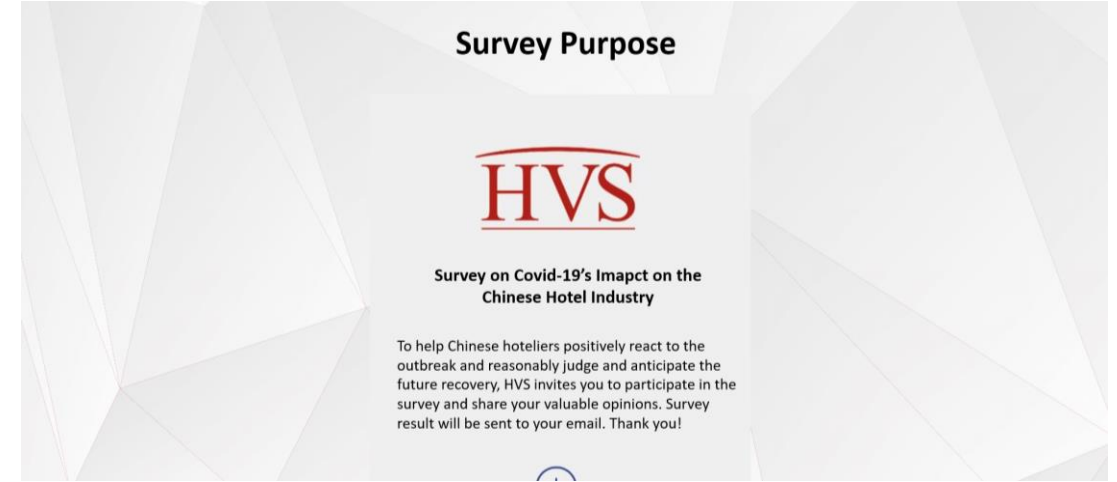 Survey Purpose
HVS
Survey on Covid-19’s Imapct on the
Chinese Hotel Industry
To help Chinese hoteliers positively react to the
outbreak and reasonably judge and anticipate the
future recovery, HVS invites you to participate in the
survey and share your valuable opinions. Survey
result will be sent to your email. Thank you!